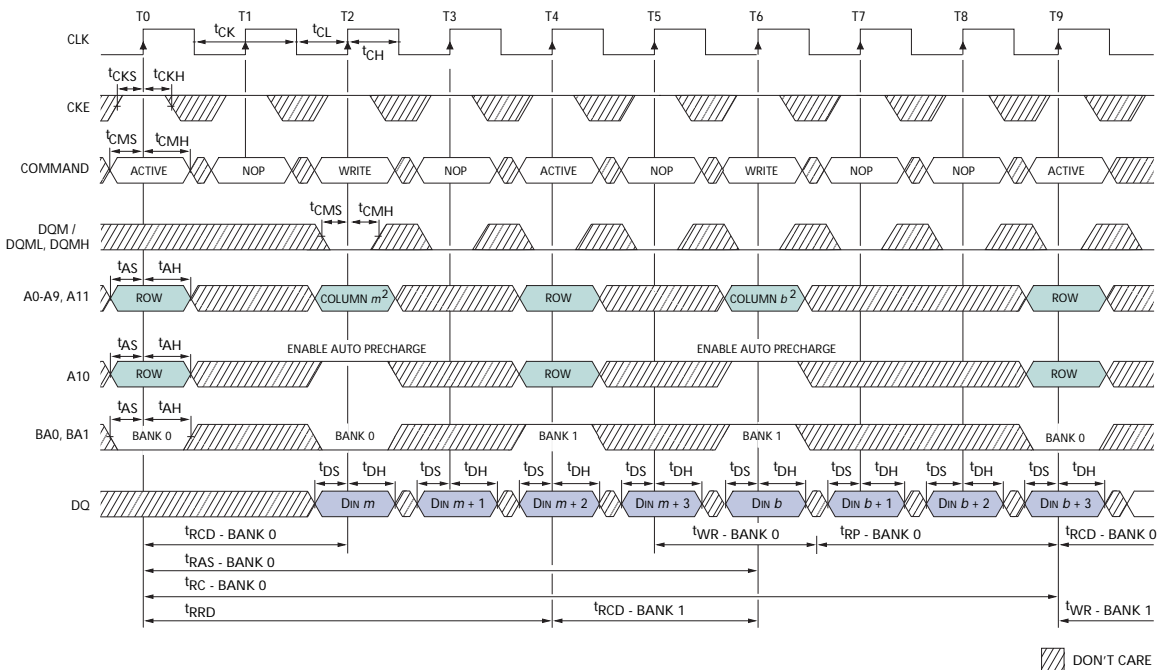 T0 T1 T2 T3 T4 T5 T6 T7 T8 T9
CLK
tCK tCL
tCH
tCKS tCKH
CKE
tCMS tCMH
COMMAND ACTIVE NOP WRITE NOP ACTIVE NOP WRITE NOP NOP ACTIVE
tCMS tCMH
DQM /
DQML, DQMH
tAS tAH
A0-A9, A11 ROW COLUMN m2 ROW COLUMN b2 ROW
tAS tAH ENABLE AUTO PRECHARGE ENABLE AUTO PRECHARGE
A10 ROW ROW ROW
tAS tAH
BA0, BA1 BANK 0 BANK 0 BANK 1 BANK 1 BANK 0
tDS tDH tDS tDH tDS tDH tDS tDH tDS tDH tDS tDH tDS tDH tDS tDH
DQ DIN m DIN m + 1 DIN m + 2 DIN m + 3 DIN b DIN b + 1 DIN b + 2 DIN b + 3
tRCD - BANK 0 tWR - BANK 0 tRP - BANK 0 tRCD - BANK 0
tRAS - BANK 0
tRC - BANK 0
tRRD tRCD - BANK 1 tWR - BANK 1
DON'T CARE